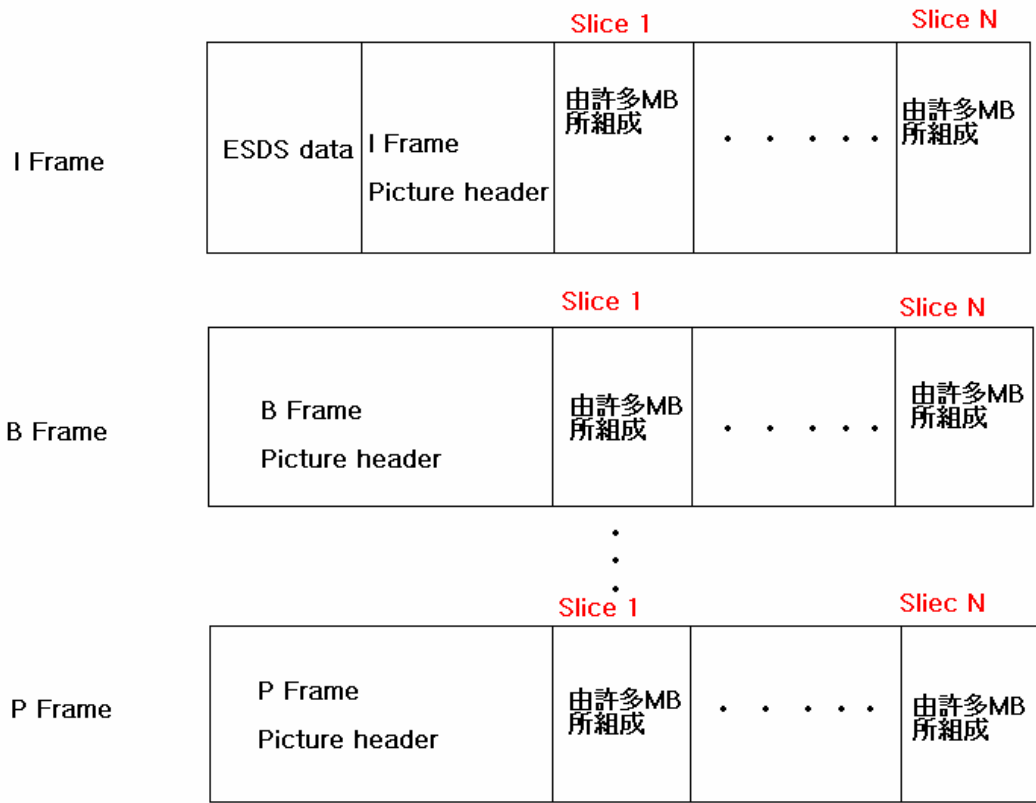 Slice 1
Slice N
I Frame
ESDS data
I Frame
Picture header
由許多MB
所組成
由許多MB
所組成
Slice 1
Slice N
B Frame
B Frame
Picture header
由許多MB
所組成
由許多MB
所組成
Slice 1
Sliec N
P Frame
P Frame
Picture header
由許多MB
所組成
由許多MB
所組成